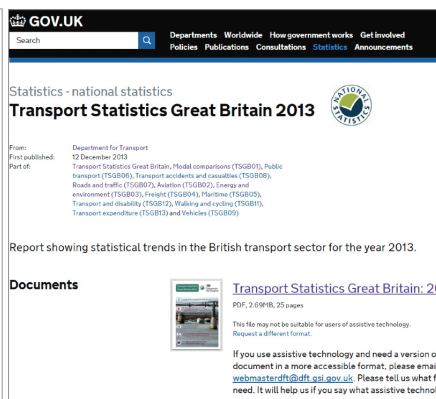 GOV.UK
Search
Departments Worldwide How government works Get involved
Policies Publications Consultations Statistics Announcements
Statistics - national statistics
Transport Statistics Great Britain 2013
NATIONAL STATISTICS
From: Department for Transport
First published: 12 December 2013
Part of: Transport Statistics Great Britain, Modal comparisons (TSGB01), Public
transport (TSGB06), Transport accidents and casualties (TSGB08),
Roads and traffic (TSGB07), Aviation (TSGB02), Energy and
environment (TSGB03), Freight (TSGB04), Maritime (TSGB05),
Transport and disability (TSGB12), Walking and cycling (TSGB11),
Transport expenditure (TSGB13) and Vehicles (TSGB09)
Report showing statistical trends in the British transport sector for the year 2013.
Documents
Transport Statistics Great Britain: 2
PDF, 2.69MB, 25 pages
This file may not be suitable for users of assistive technology.
Request a different format.
If you use assistive technology and need a version o
document in a more accessible format, please emai
webmasterdft@dft.gsi.gov.uk. Please tell us what f
need. It will help us if you say what assistive technol